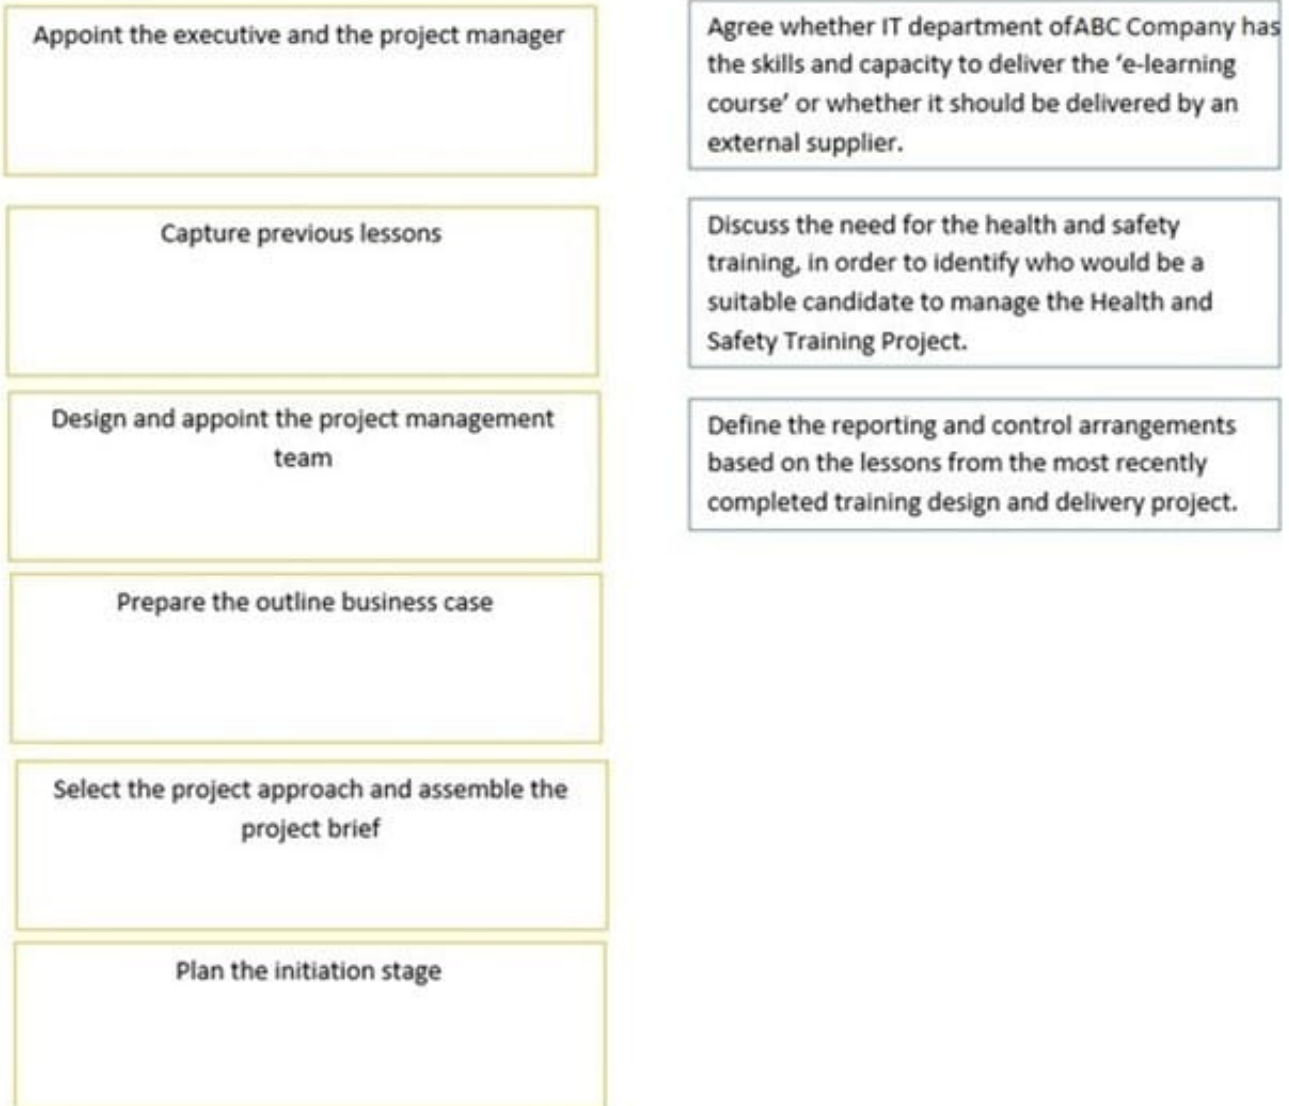 Appoint the executive and the project manager
Capture previous lessons
Design and appoint the project management
team
Prepare the outline business case
Select the project approach and assemble the
project brief
Plan the initiation stage
Agree whether IT department ofABC Company has
the skills and capacity to deliver the ‘e-learning
course’ or whether it should be delivered by an
external supplier.
Discuss the need for the health and safety
training, in order to identify who would be a
suitable candidate to manage the Health and
Safety Training Project.
Define the reporting and control arrangements
based on the lessons from the most recently
completed training design and delivery project.